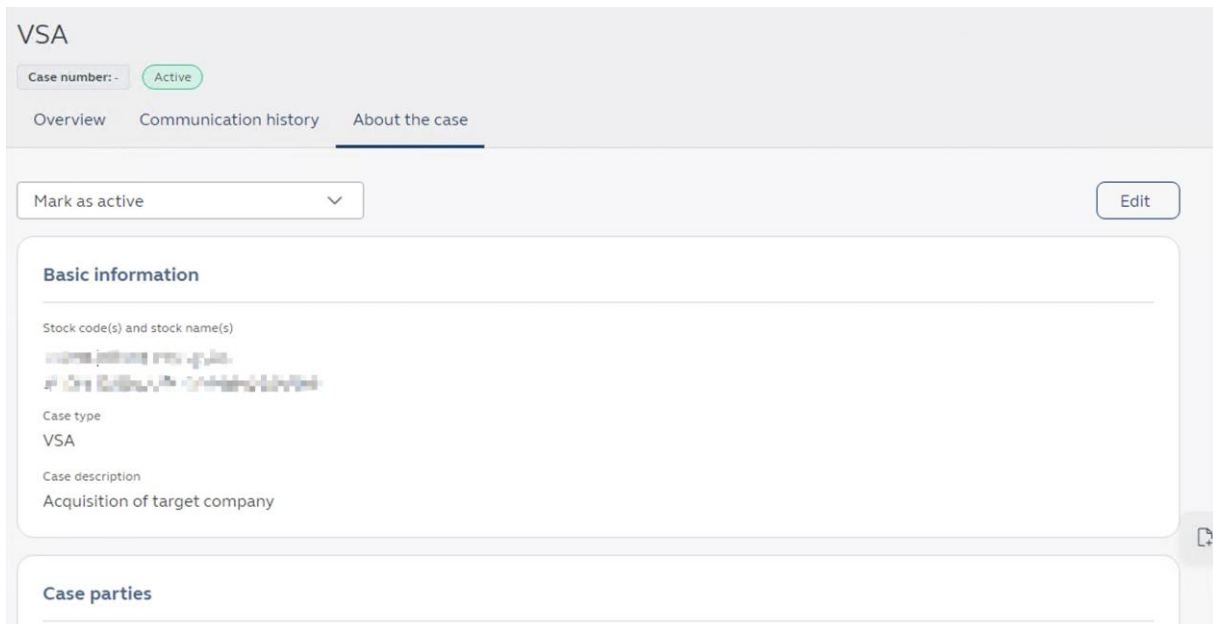 VSA
Case number: -
Active
Overview Communication history About the case
Mark as active
Edit
Basic information
Stock code(s) and stock name(s)
Case type
VSA
Case description
Acquisition of target company
Case parties